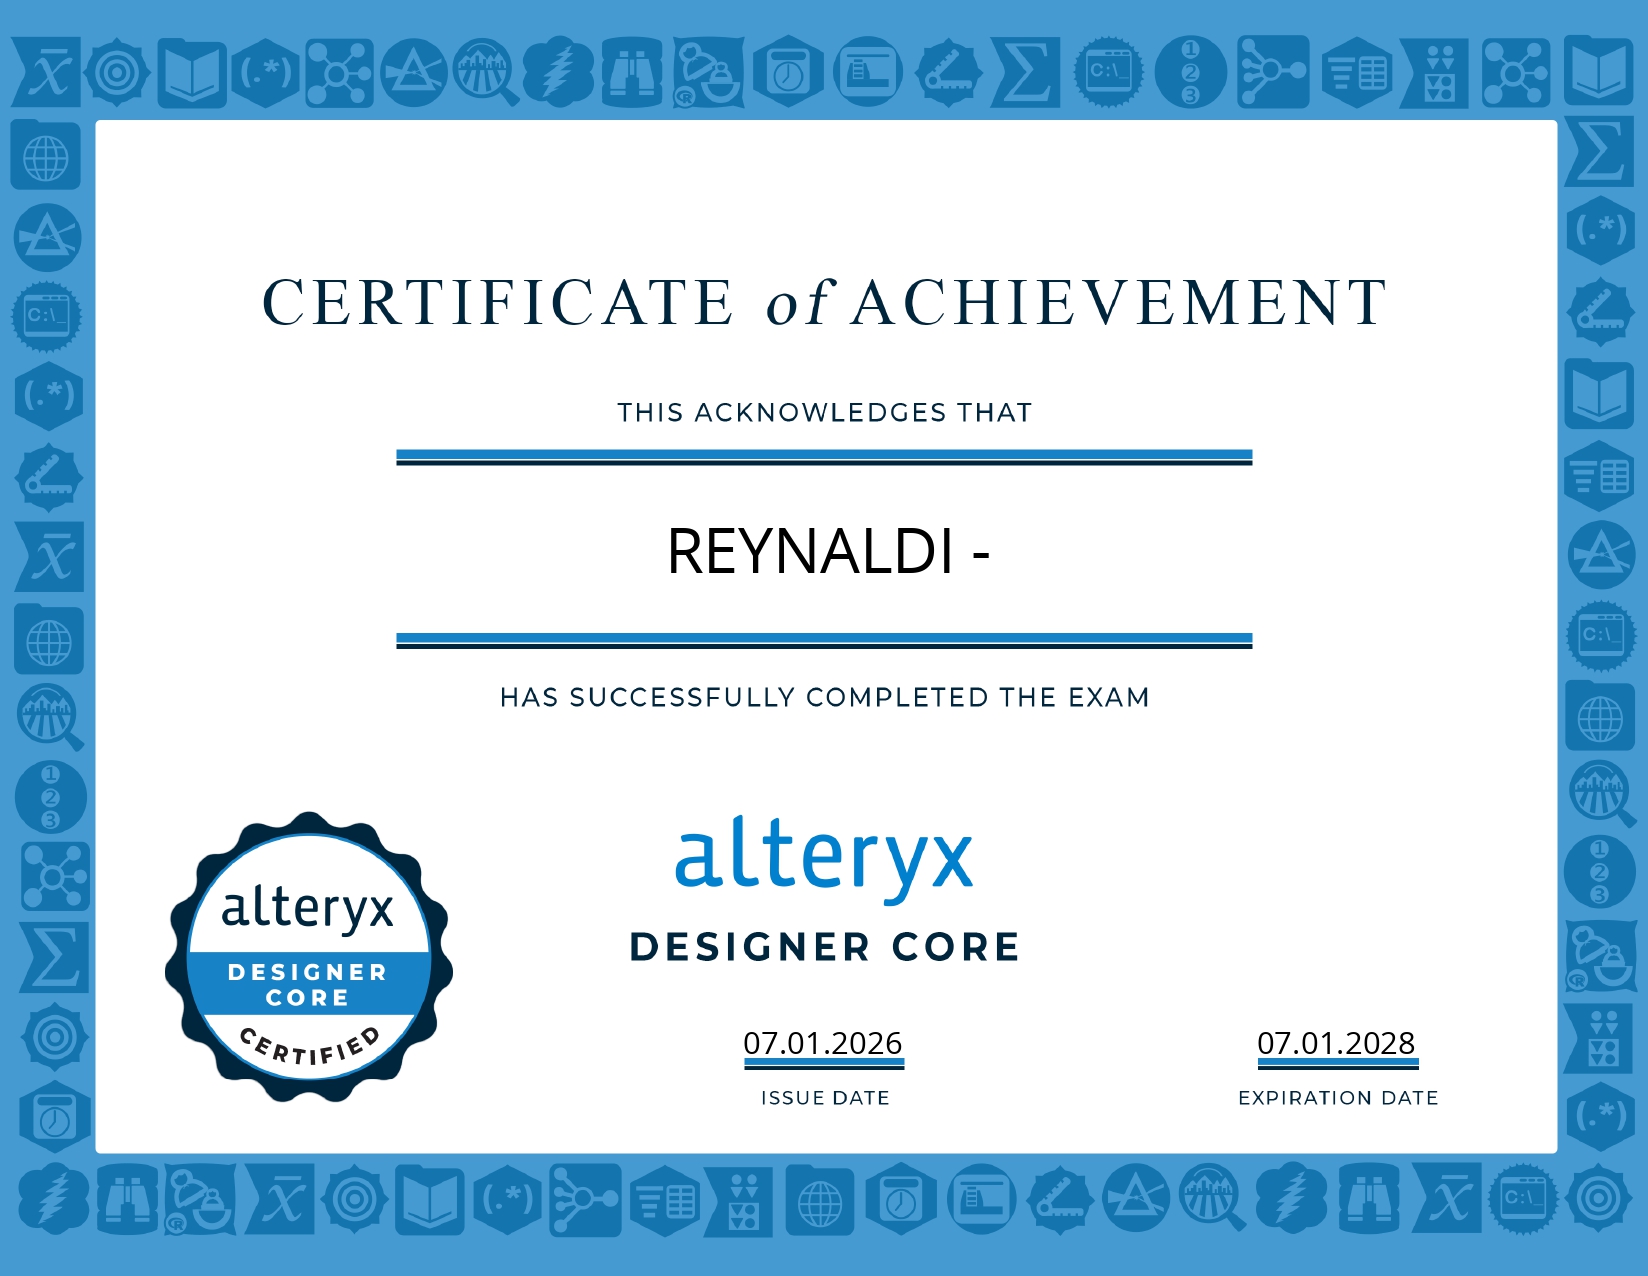 CERTIFICATE of ACHIEVEMENT
THIS ACKNOWLEDGES THAT
REYNALDI -
HAS SUCCESSFULLY COMPLETED THE EXAM
alteryx
DESIGNER CORE
alteryx
DESIGNER
CORE
CERTIFIED
07.01.2026
ISSUE DATE
07.01.2028
EXPIRATION DATE